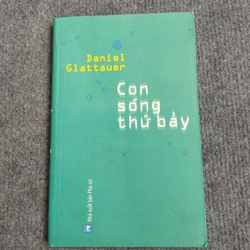 Daniel
Glattauer
Con
sóng
thứ bảy
Nhà xuất bản Phụ nữ